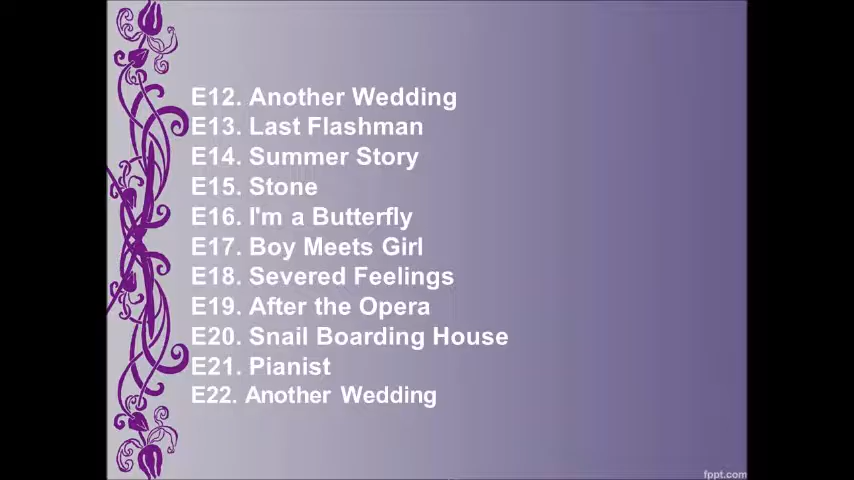 E12. Another Wedding
E13. Last Flashman
E14. Summer Story
E15. Stone
E16. I'm a Butterfly
E17. Boy Meets Girl
E18. Severed Feelings
E19. After the Opera
E20. Snail Boarding House
E21. Pianist
E22. Another Wedding
fppt.com